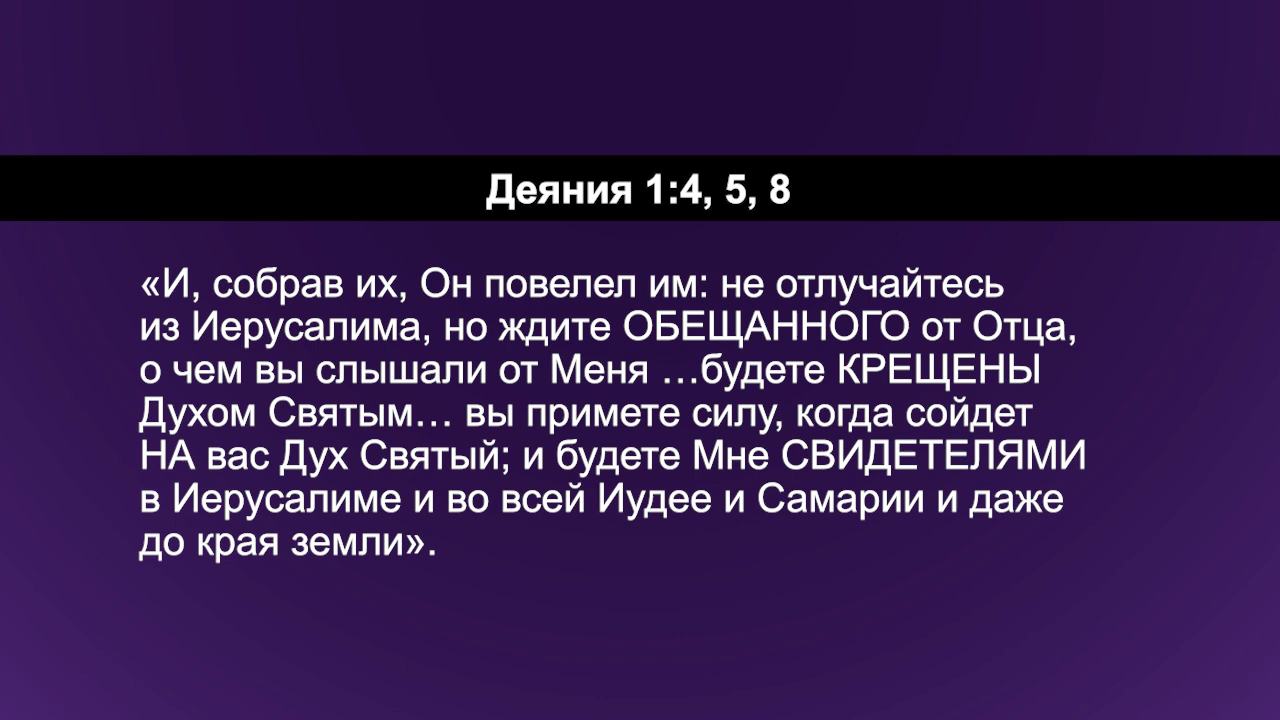 Деяния 1:4, 5, 8
«И, собрав их, Он повелел им: не отлучайтесь
из Иерусалима, но ждите ОБЕЩАННОГО от Отца,
о чем вы слышали от Меня …будете КРЕЩЕНЫ
Духом Святым… вы примете силу, когда сойдет
НА вас Дух Святый; и будете Мне СВИДЕТЕЛЯМИ
в Иерусалиме и во всей Иудее и Самарии и даже
до края земли».